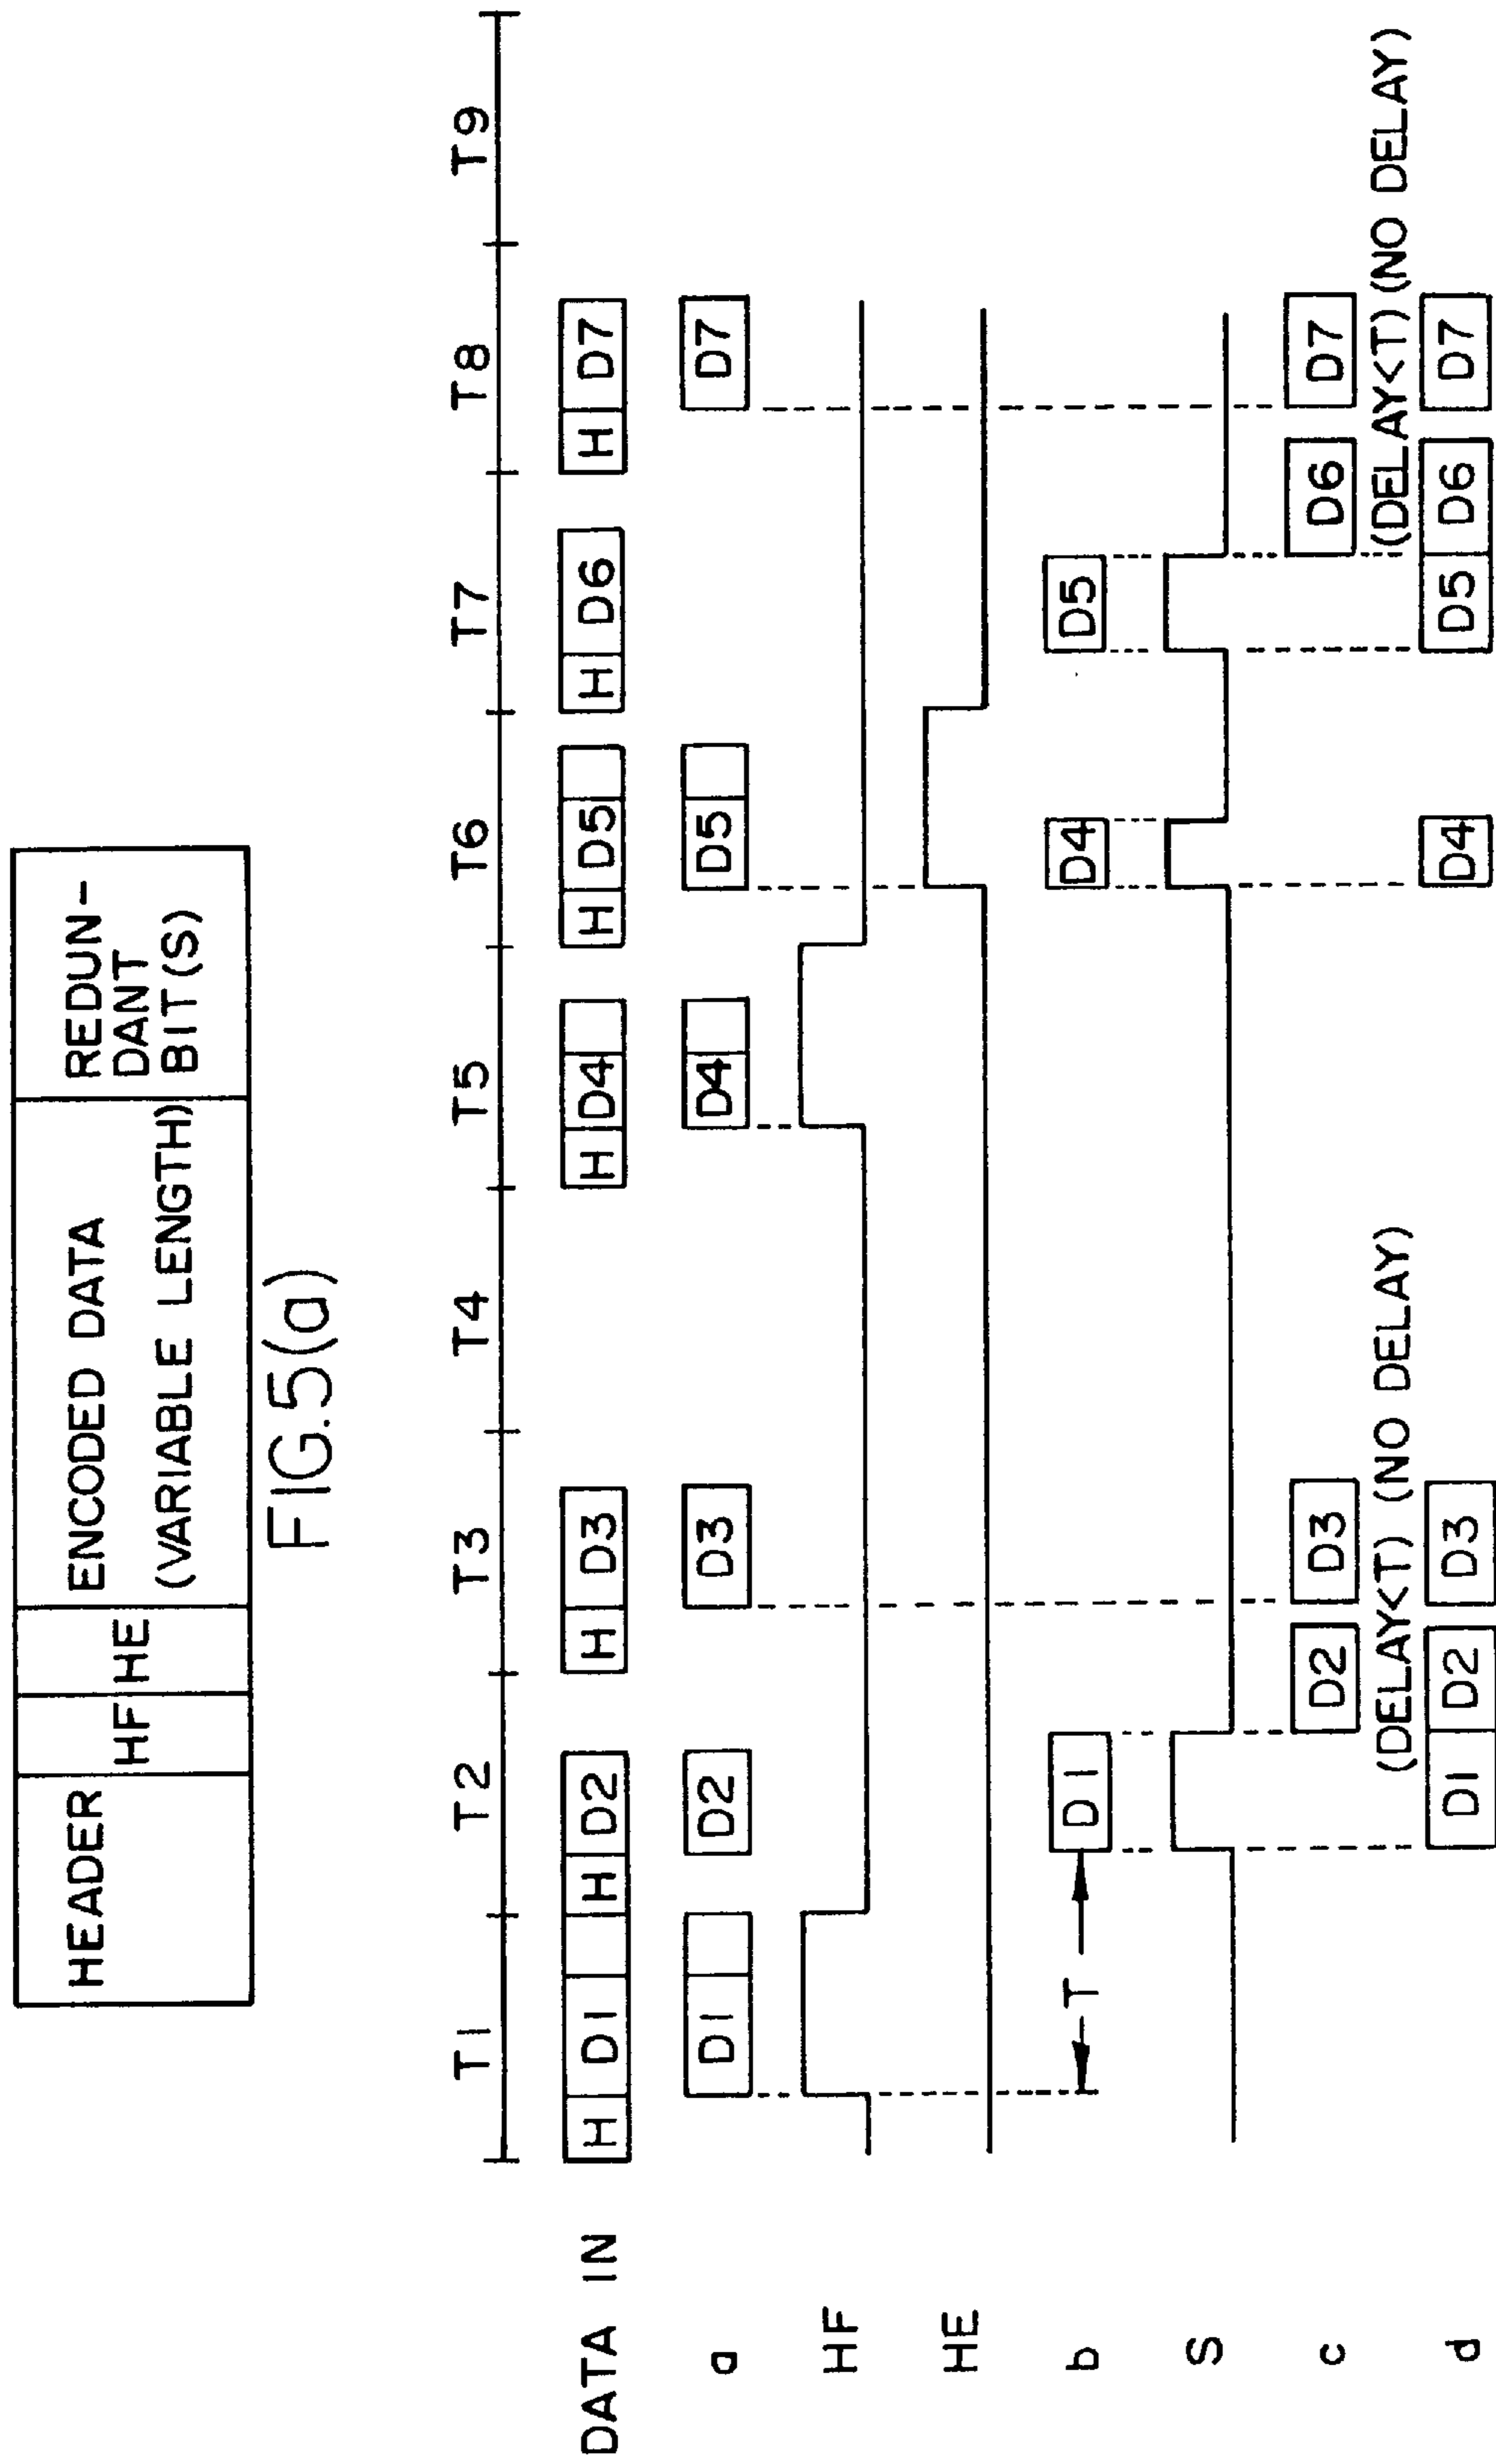 HEADER HF HE ENCODED DATA (VARIABLE LENGTH) REDUN-
DANT
BIT(S)
FIG.5(a)
T1 T2 T3 T4 T5 T6 T7 T8 T9
DATA IN H D1 H D2 H D3 H D4 H D5 H D6 H D7
a D1 D2 D3 D4 D5 D7
HF
HE
b T D1 D4 D5
S
c D2 D3 D6 D7
(DELAY<T) (NO DELAY) (DELAY<T) (NO DELAY)
d D1 D2 D3 D4 D5 D6 D7